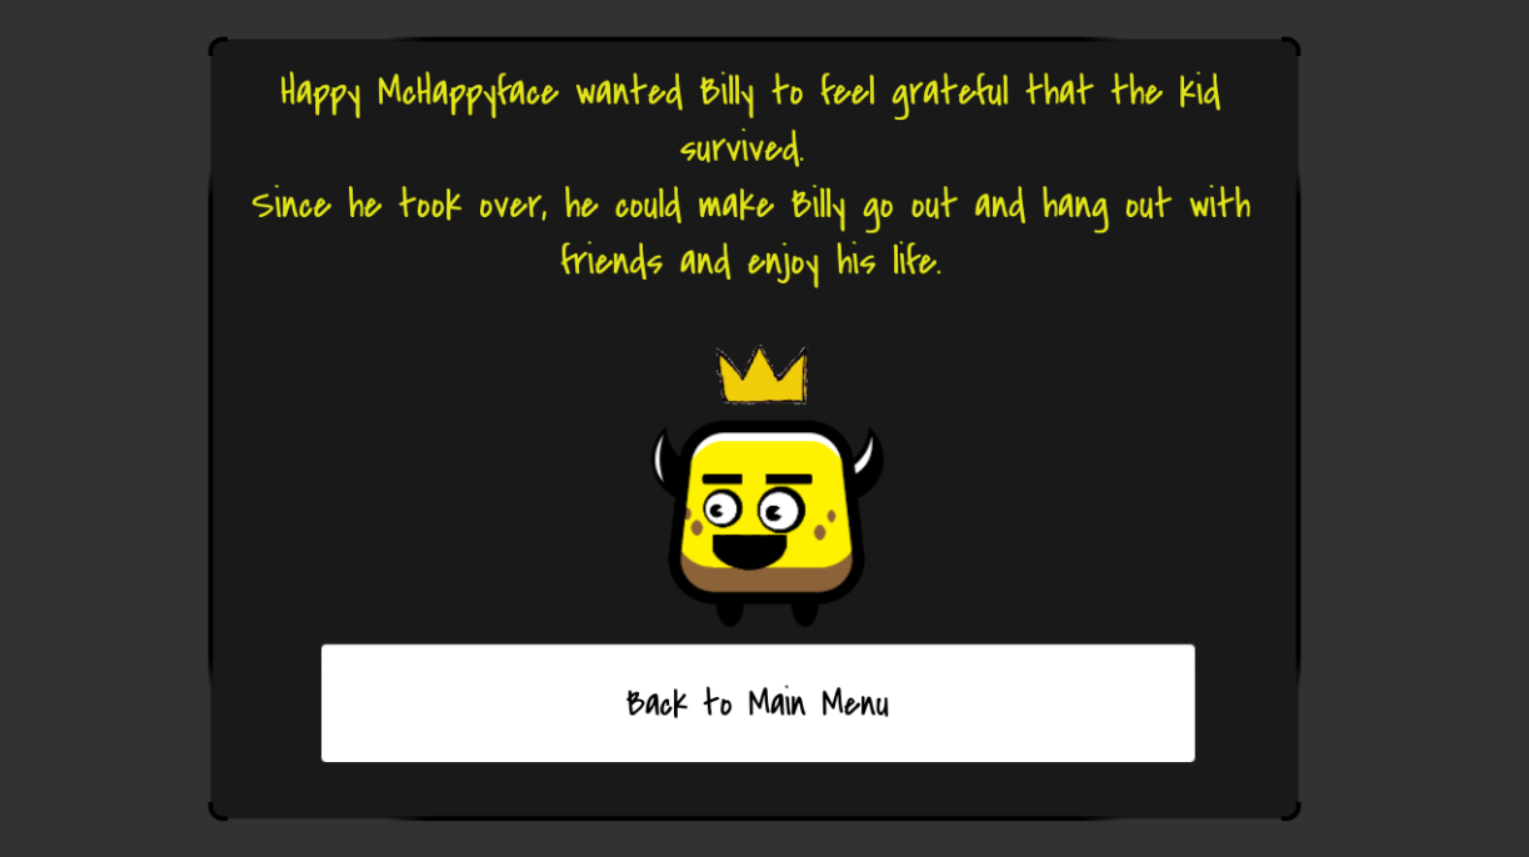 Happy McHappyface wanted Billy to feel grateful that the kid
survived.
Since he took over, he could make Billy go out and hang out with
friends and enjoy his life.
Back to Main Menu